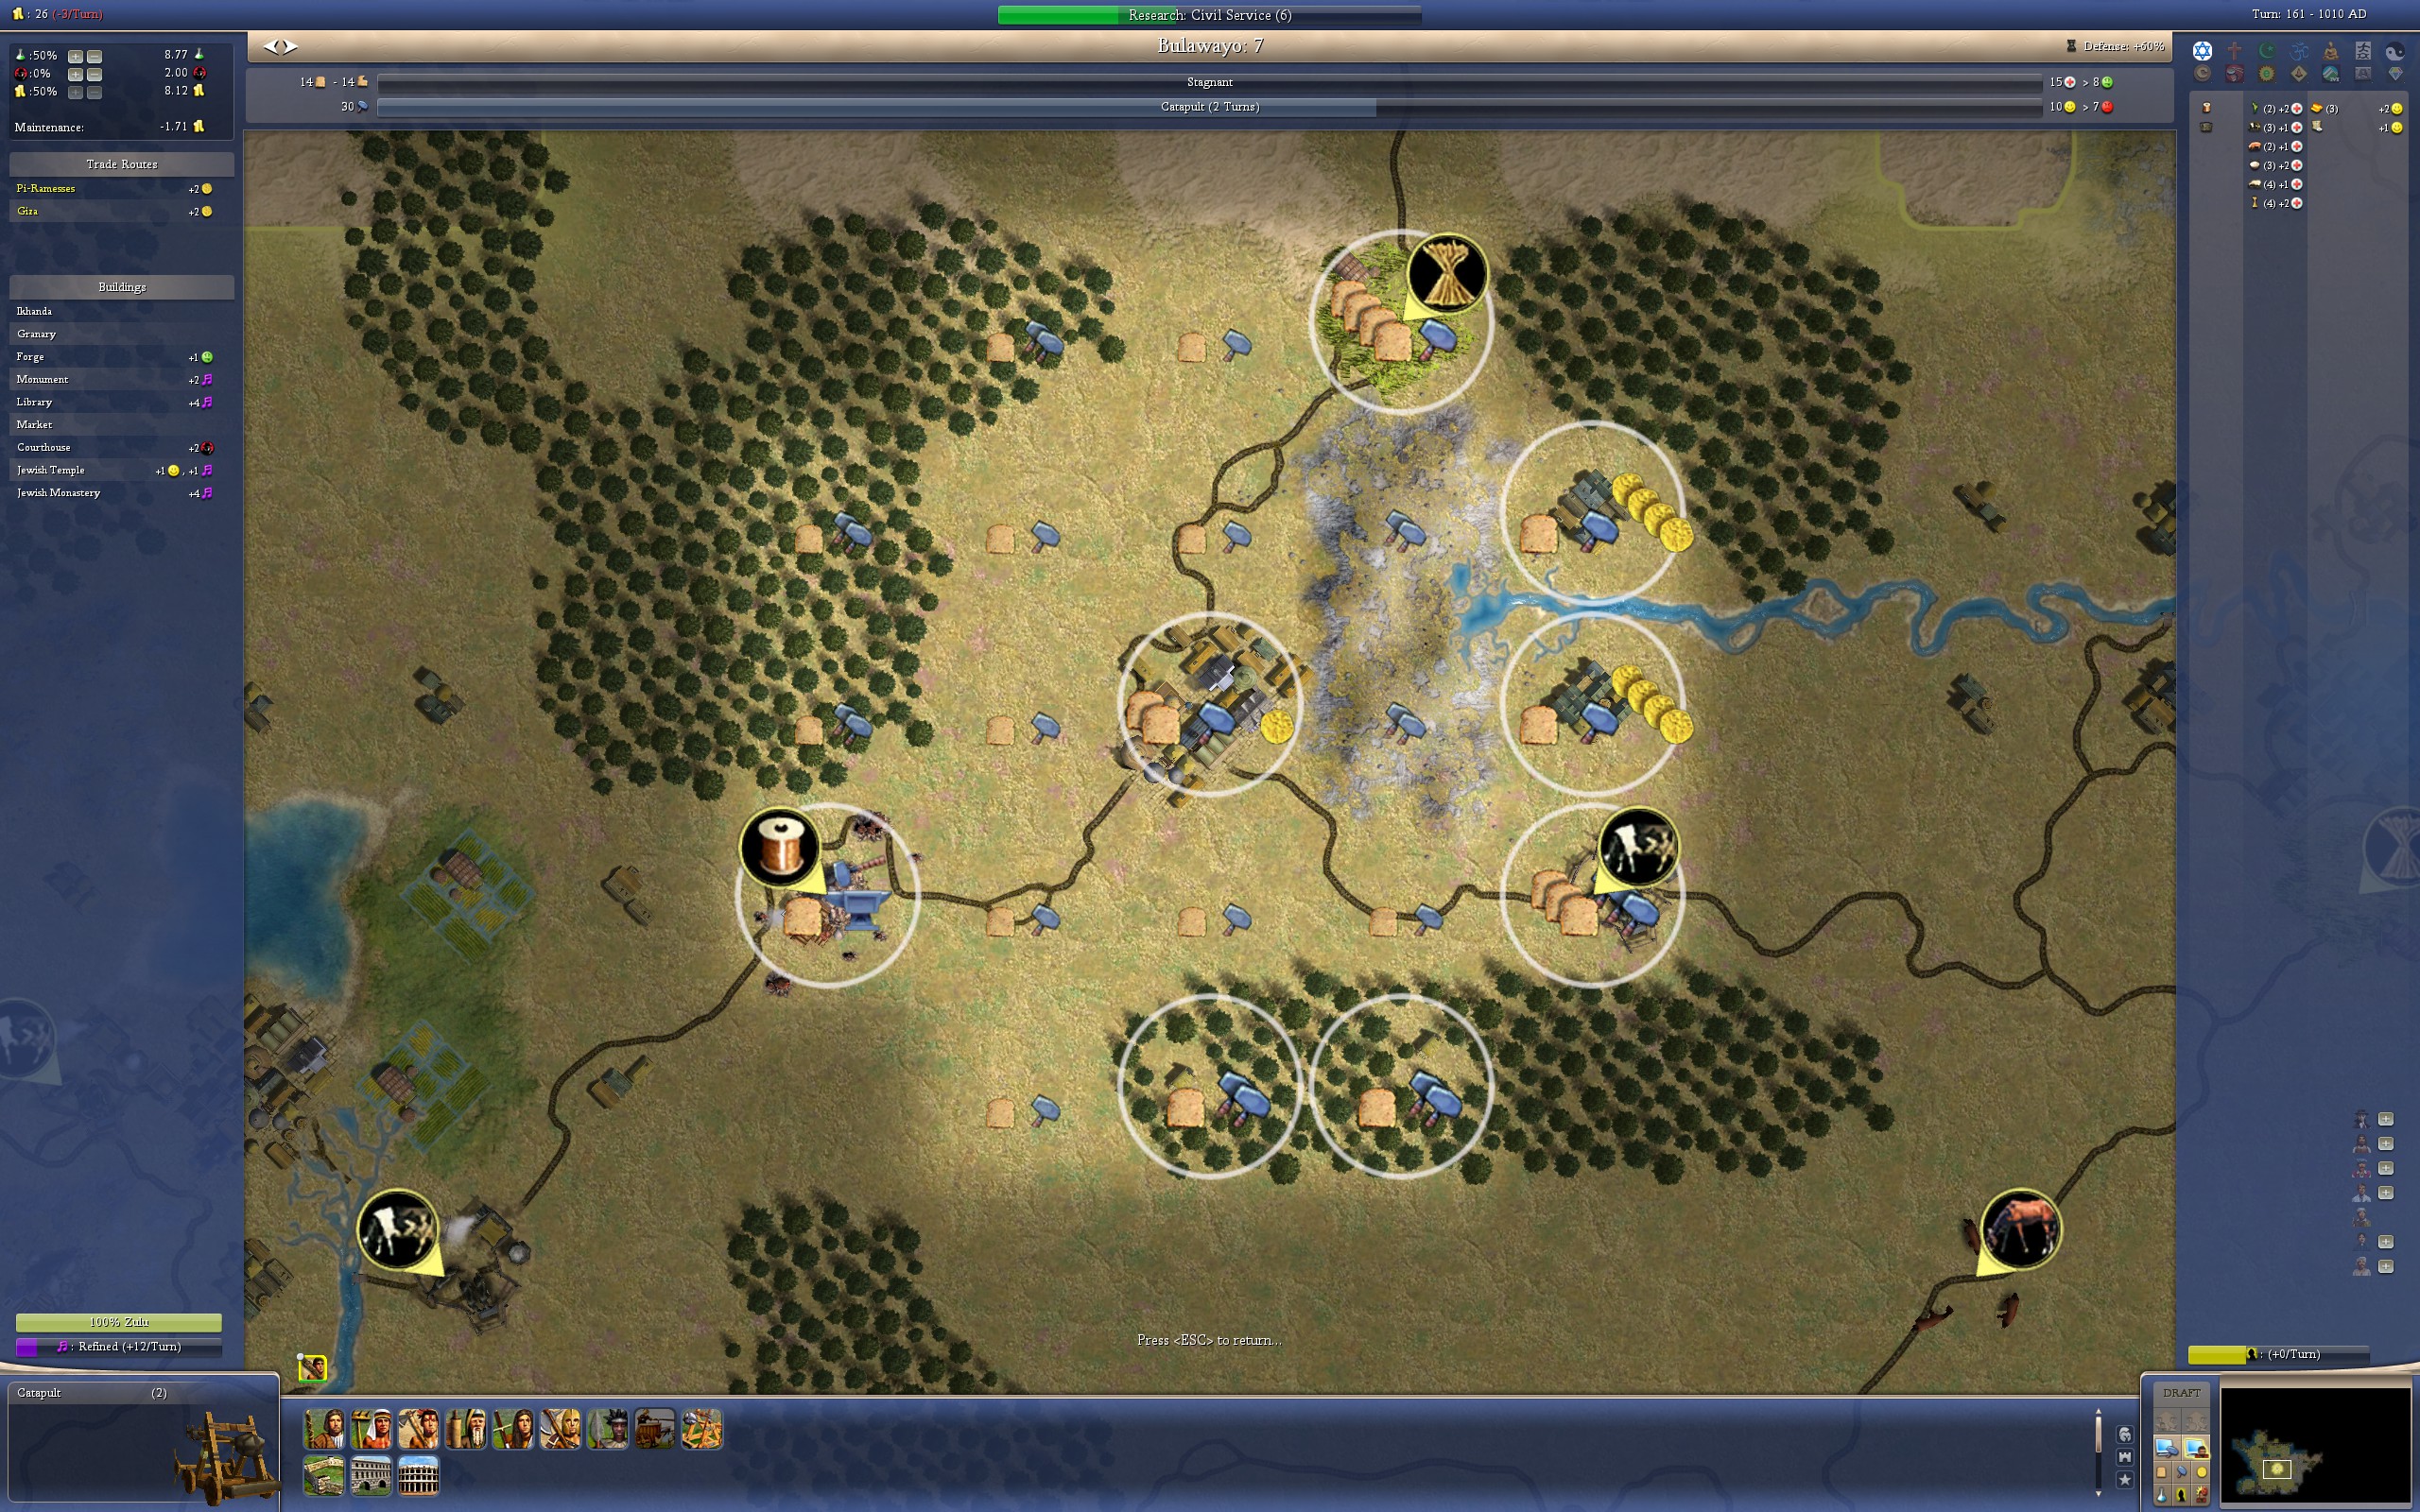 : 26 (-3/Turn)
Research: Civil Service (6)
Turn: 161 - 1010 AD
Bulawayo: 7
Defense: +60%
:50% 8.77
:0% 2.00
:50% 8.12
Maintenance: -1.71
14 - 14
Stagnant
15 > 8
30
Catapult (2 Turns)
10 > 7
Trade Routes
Pi-Ramesses +2
Giza +2
Buildings
Ikhanda
Granary
Forge +1
Monument +2
Library +4
Market
Courthouse +2
Jewish Temple +1 , +1
Jewish Monastery +4
(2) +2 (3) +2
(3) +1 +1
(2) +1
(3) +2
(4) +1
(4) +2
Press <ESC> to return...
100% Zulu
: Refined (+12/Turn)
: (+0/Turn)
Catapult (2)
DRAFT